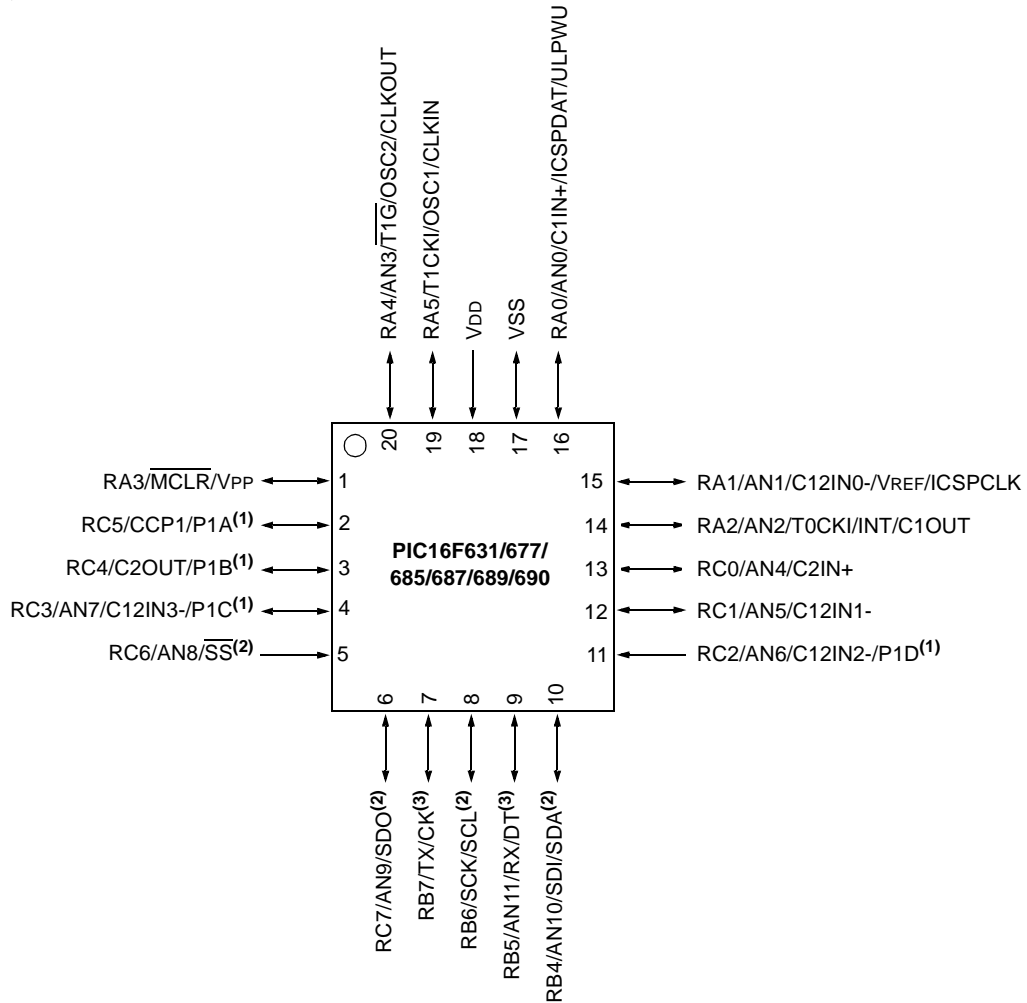 RA4/AN3/T1G/OSC2/CLKOUT
RA5/T1CKI/OSC1/CLKIN
VDD
VSS
RA0/AN0/C1IN+/ICSPDAT/ULPWU
20
19
18
17
16
RA3/MCLR/VPP
1
RC5/CCP1/P1A(1)
2
RC4/C2OUT/P1B(1)
3
RC3/AN7/C12IN3-/P1C(1)
4
RC6/AN8/SS(2)
5
PIC16F631/677/
685/687/689/690
15
RA1/AN1/C12IN0-/VREF/ICSPCLK
14
RA2/AN2/T0CKI/INT/C1OUT
13
RC0/AN4/C2IN+
12
RC1/AN5/C12IN1-
11
RC2/AN6/C12IN2-/P1D(1)
6
7
8
9
10
RC7/AN9/SDO(2)
RB7/TX/CK(3)
RB6/SCK/SCL(2)
RB5/AN11/RX/DT(3)
RB4/AN10/SDI/SDA(2)